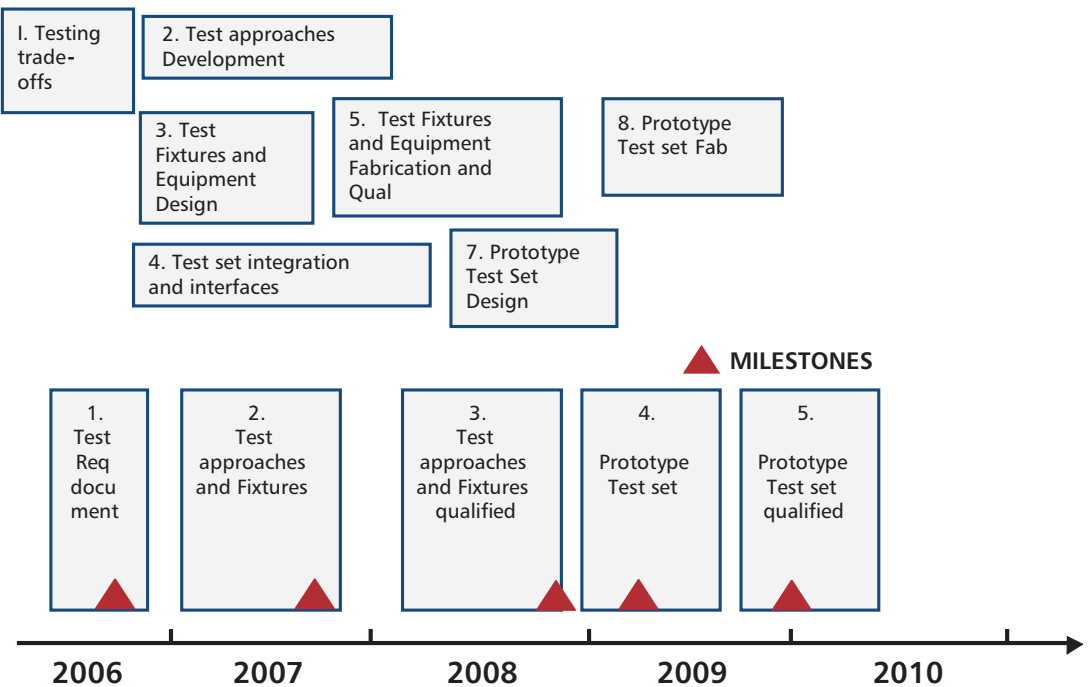 I. Testing
trade-
offs
2. Test approaches
Development
3. Test
Fixtures and
Equipment
Design
5. Test Fixtures
and Equipment
Fabrication and
Qual
8. Prototype
Test set Fab
4. Test set integration
and interfaces
7. Prototype
Test Set
Design
MILESTONES
1.
Test
Req
docu
ment
2.
Test
approaches
and Fixtures
3.
Test
approaches
and Fixtures
qualified
4.
Prototype
Test set
5.
Prototype
Test set
qualified
2006
2007
2008
2009
2010